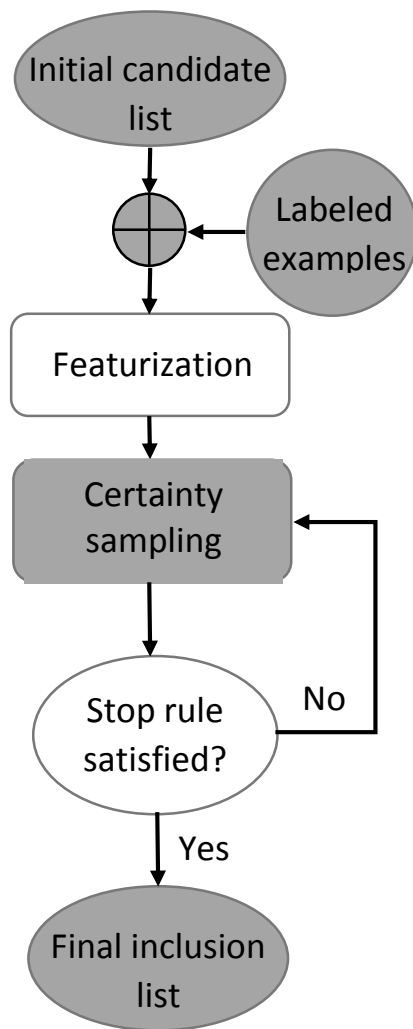 Initial candidate
list
Labeled
examples
Featurization
Certainty
sampling
Stop rule
satisfied?
No
Yes
Final inclusion
list